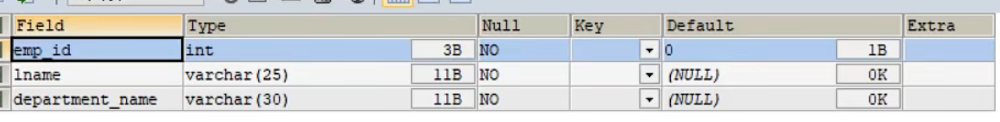 Field Type Null Key Default Extra
emp_id int 3B NO 0 1B
lname varchar(25) 11B NO (NULL) 0K
department_name varchar(30) 11B NO (NULL) 0K